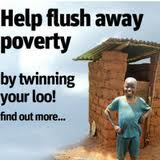 Help flush away
poverty
by twinning
your loo!
find out more...